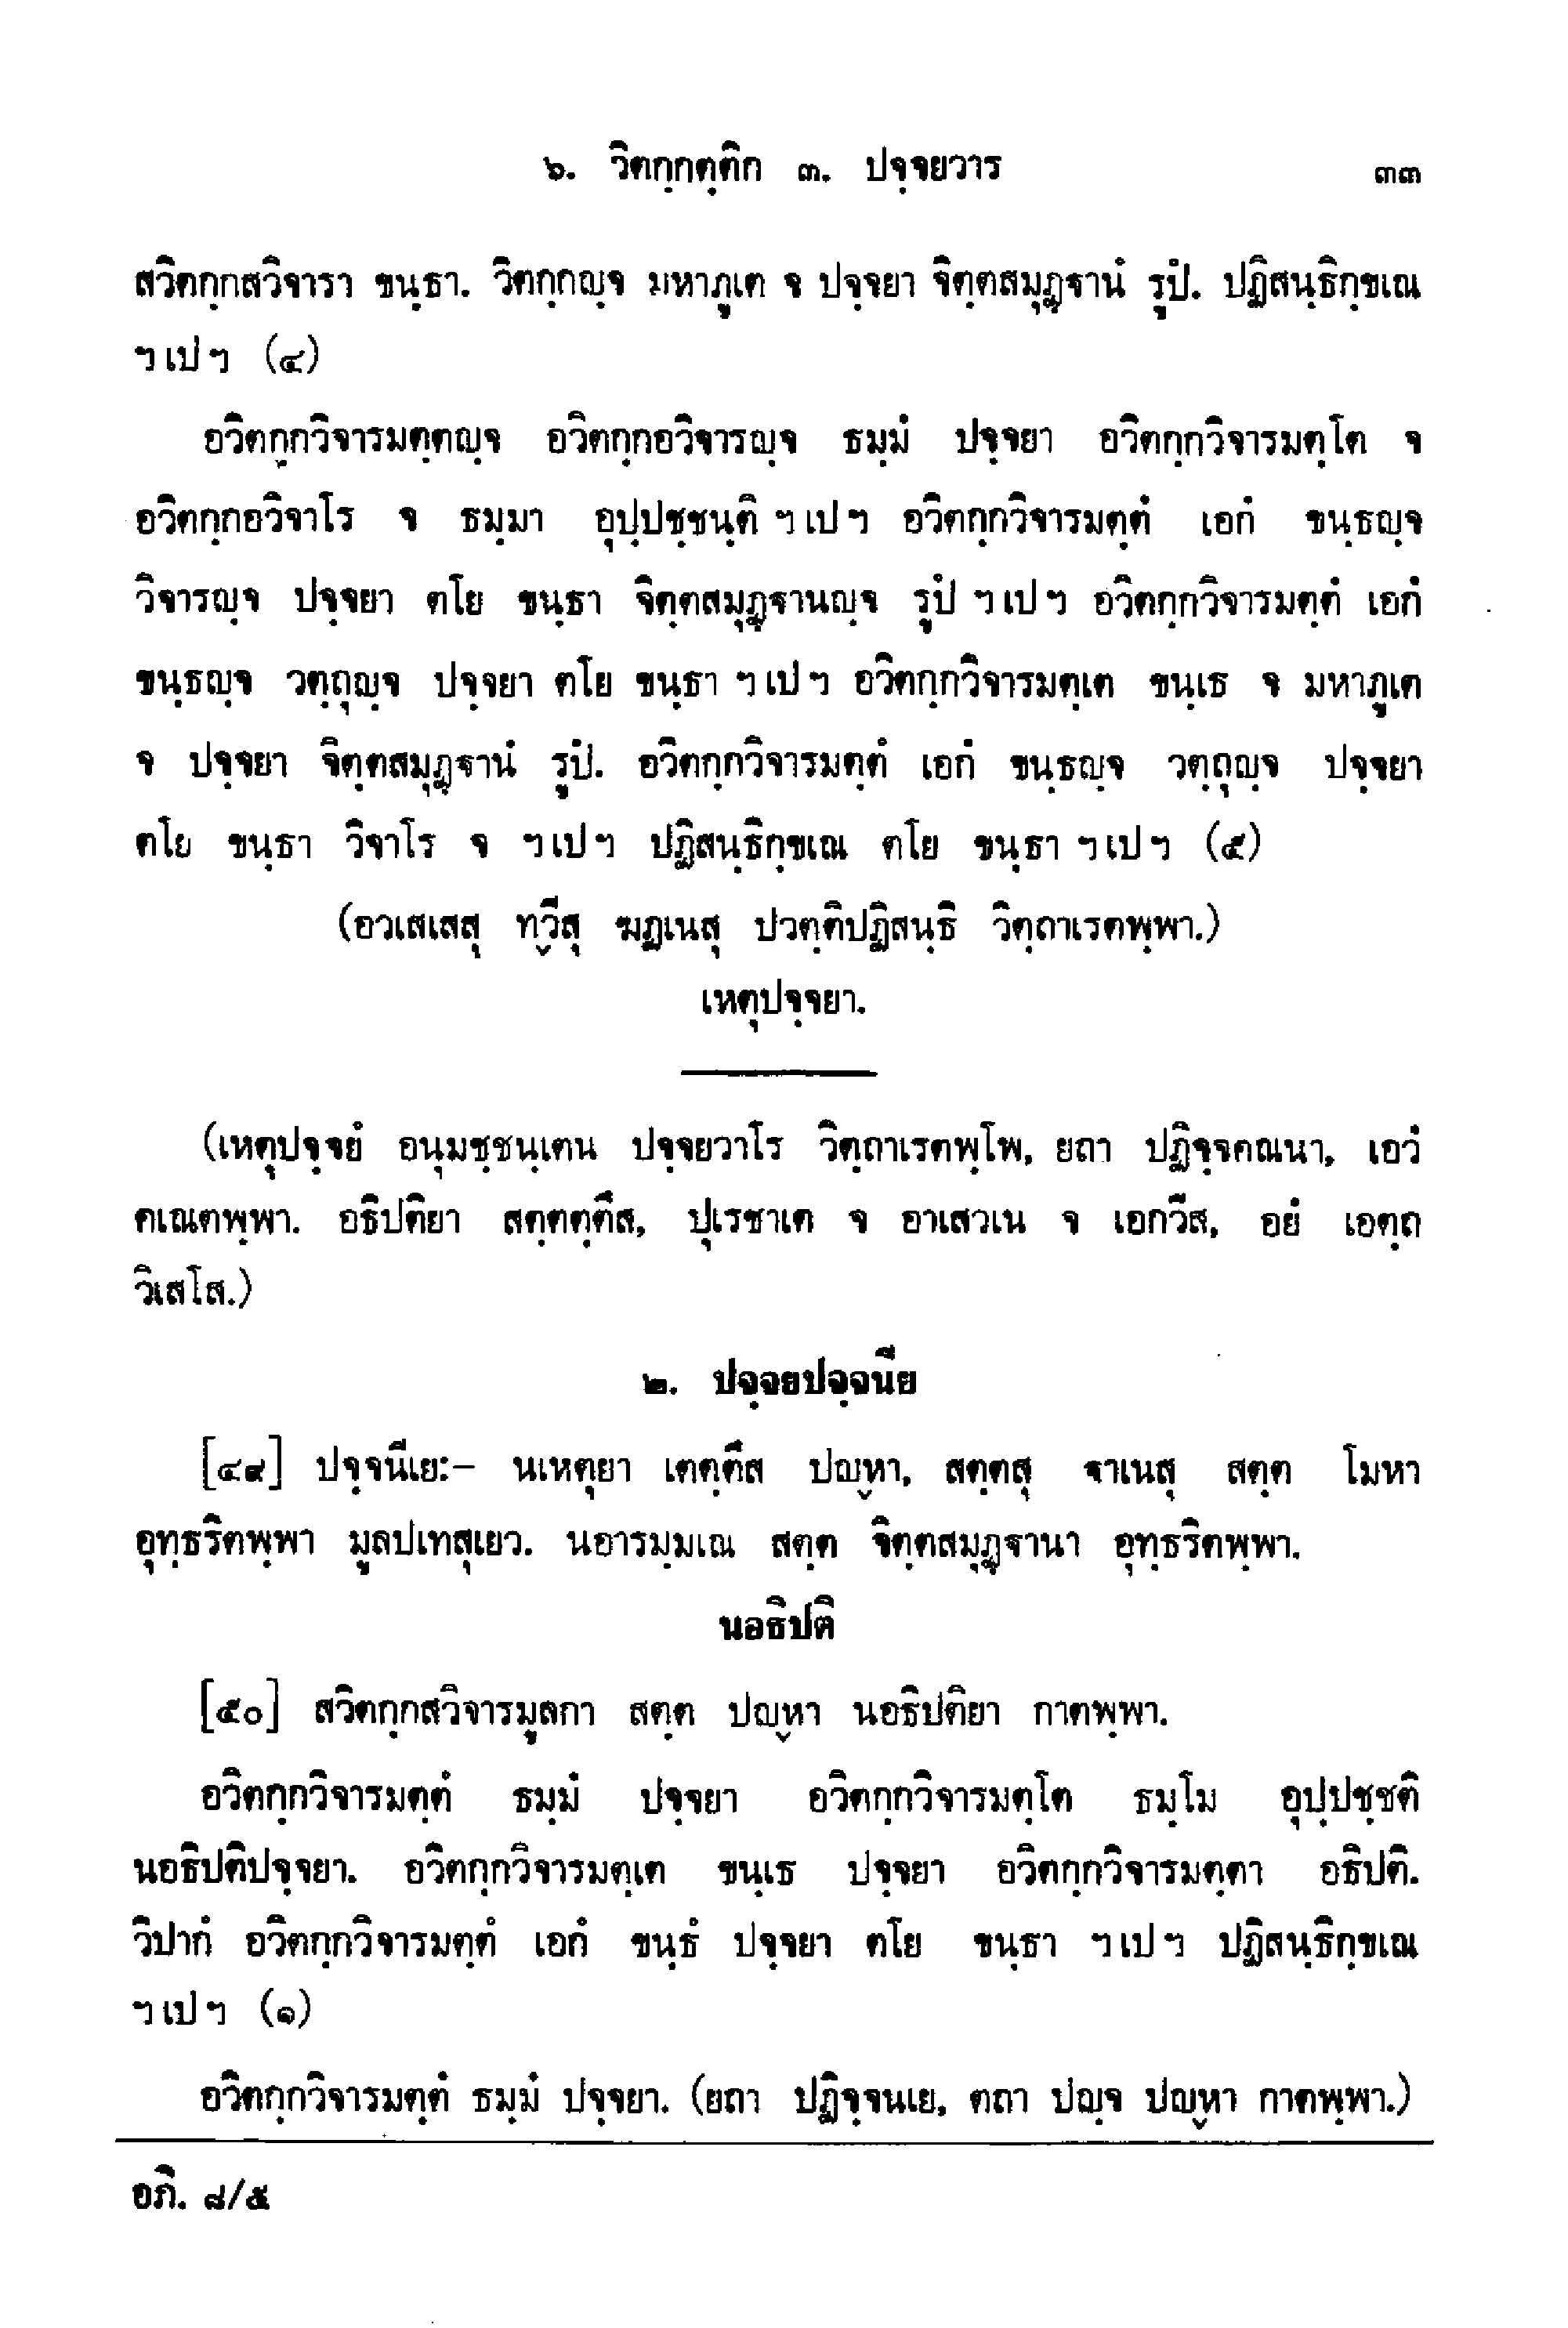 ๖. วิตกฺกตฺติก ๓. ปจฺจยวาร ๓๓
สวิตกฺกสวิจารา ขนฺธา. วิตกฺกญฺจ มหาภูเต จ ปจฺจยา จิตฺตสมุฏฺฐานํ รูปํ. ปฏิสนฺธิกฺขเณ
ฯ เป ฯ (๔)
อวิตกฺกวิจารมตฺตญฺจ อวิตกฺกอวิจารญฺจ ธมฺมํ ปจฺจยา อวิตกฺกวิจารมตฺโต จ
อวิตกฺกอวิจาโร จ ธมฺมา อุปฺปชฺชนฺติ ฯ เป ฯ อวิตกฺกวิจารมตฺตํ เอกํ ขนฺธญฺจ
วิจารญฺจ ปจฺจยา ตโย ขนฺธา จิตฺตสมุฏฺฐานญฺจ รูปํ ฯ เป ฯ อวิตกฺกวิจารมตฺตํ เอกํ
ขนฺธญฺจ วตฺถุญฺจ ปจฺจยา ตโย ขนฺธา ฯ เป ฯ อวิตกฺกวิจารมตฺเต ขนฺเธ จ มหาภูเต
จ ปจฺจยา จิตฺตสมุฏฺฐานํ รูปํ. อวิตกฺกวิจารมตฺตํ เอกํ ขนฺธญฺจ วตฺถุญฺจ ปจฺจยา
ตโย ขนฺธา วิจาโร จ ฯ เป ฯ ปฏิสนฺธิกฺขเณ ตโย ขนฺธา ฯ เป ฯ (๕)
(อวเสเสสุ ทฺวีสุ ฆฏเนสุ ปวตฺติปฏิสนฺธิ วิตฺถาเรตพฺพา.)
เหตุปจฺจยา.
(เหตุปจฺจยํ อนุมชฺชนฺเตน ปจฺจยวาโร วิตฺถาเรตพฺโพ, ยถา ปฏิจฺจคณนา, เอวํ
คเณตพฺพา. อธิปติยา สตฺตตฺตึส, ปุเรชาเต จ อาเสวเน จ เอกวีส, อยํ เอตฺถ
วิเสโส.)
๒. ปจฺจยปจฺจนีย
[๔๙] ปจฺจนีเย:– นเหตุยา เตตฺตึส ปญฺหา, สตฺตสุ ฐาเนสุ สตฺต โมหา
อุทฺธริตพฺพา มูลปเทสุเยว. นอารมฺมเณ สตฺต จิตฺตสมุฏฺฐานา อุทฺธริตพฺพา.
นอธิปติ
[๕๐] สวิตกฺกสวิจารมูลกา สตฺต ปญฺหา นอธิปติยา กาตพฺพา.
อวิตกฺกวิจารมตฺตํ ธมฺมํ ปจฺจยา อวิตกฺกวิจารมตฺโต ธมฺโม อุปฺปชฺชติ
นอธิปติปจฺจยา. อวิตกฺกวิจารมตฺเต ขนฺเธ ปจฺจยา อวิตกฺกวิจารมตฺตา อธิปติ.
วิปากํ อวิตกฺกวิจารมตฺตํ เอกํ ขนฺธํ ปจฺจยา ตโย ขนฺธา ฯ เป ฯ ปฏิสนฺธิกฺขเณ
ฯ เป ฯ (๑)
อวิตกฺกวิจารมตฺตํ ธมฺมํ ปจฺจยา. (ยถา ปฏิจฺจนเย, ตถา ปญฺจ ปญฺหา กาตพฺพา.)
อภิ. ๘/๕